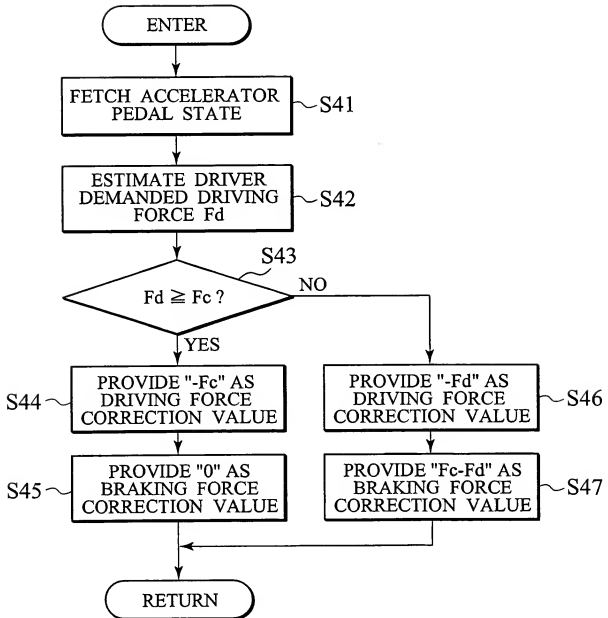 ENTER
FETCH ACCELERATOR
PEDAL STATE
S41
ESTIMATE DRIVER
DEMANDED DRIVING
FORCE Fd
S42
S43
Fd ≧ Fc ?
NO
YES
PROVIDE "-Fc" AS
DRIVING FORCE
CORRECTION VALUE
S44
PROVIDE "0" AS
BRAKING FORCE
CORRECTION VALUE
S45
PROVIDE "-Fd" AS
DRIVING FORCE
CORRECTION VALUE
S46
PROVIDE "Fc-Fd" AS
BRAKING FORCE
CORRECTION VALUE
S47
RETURN